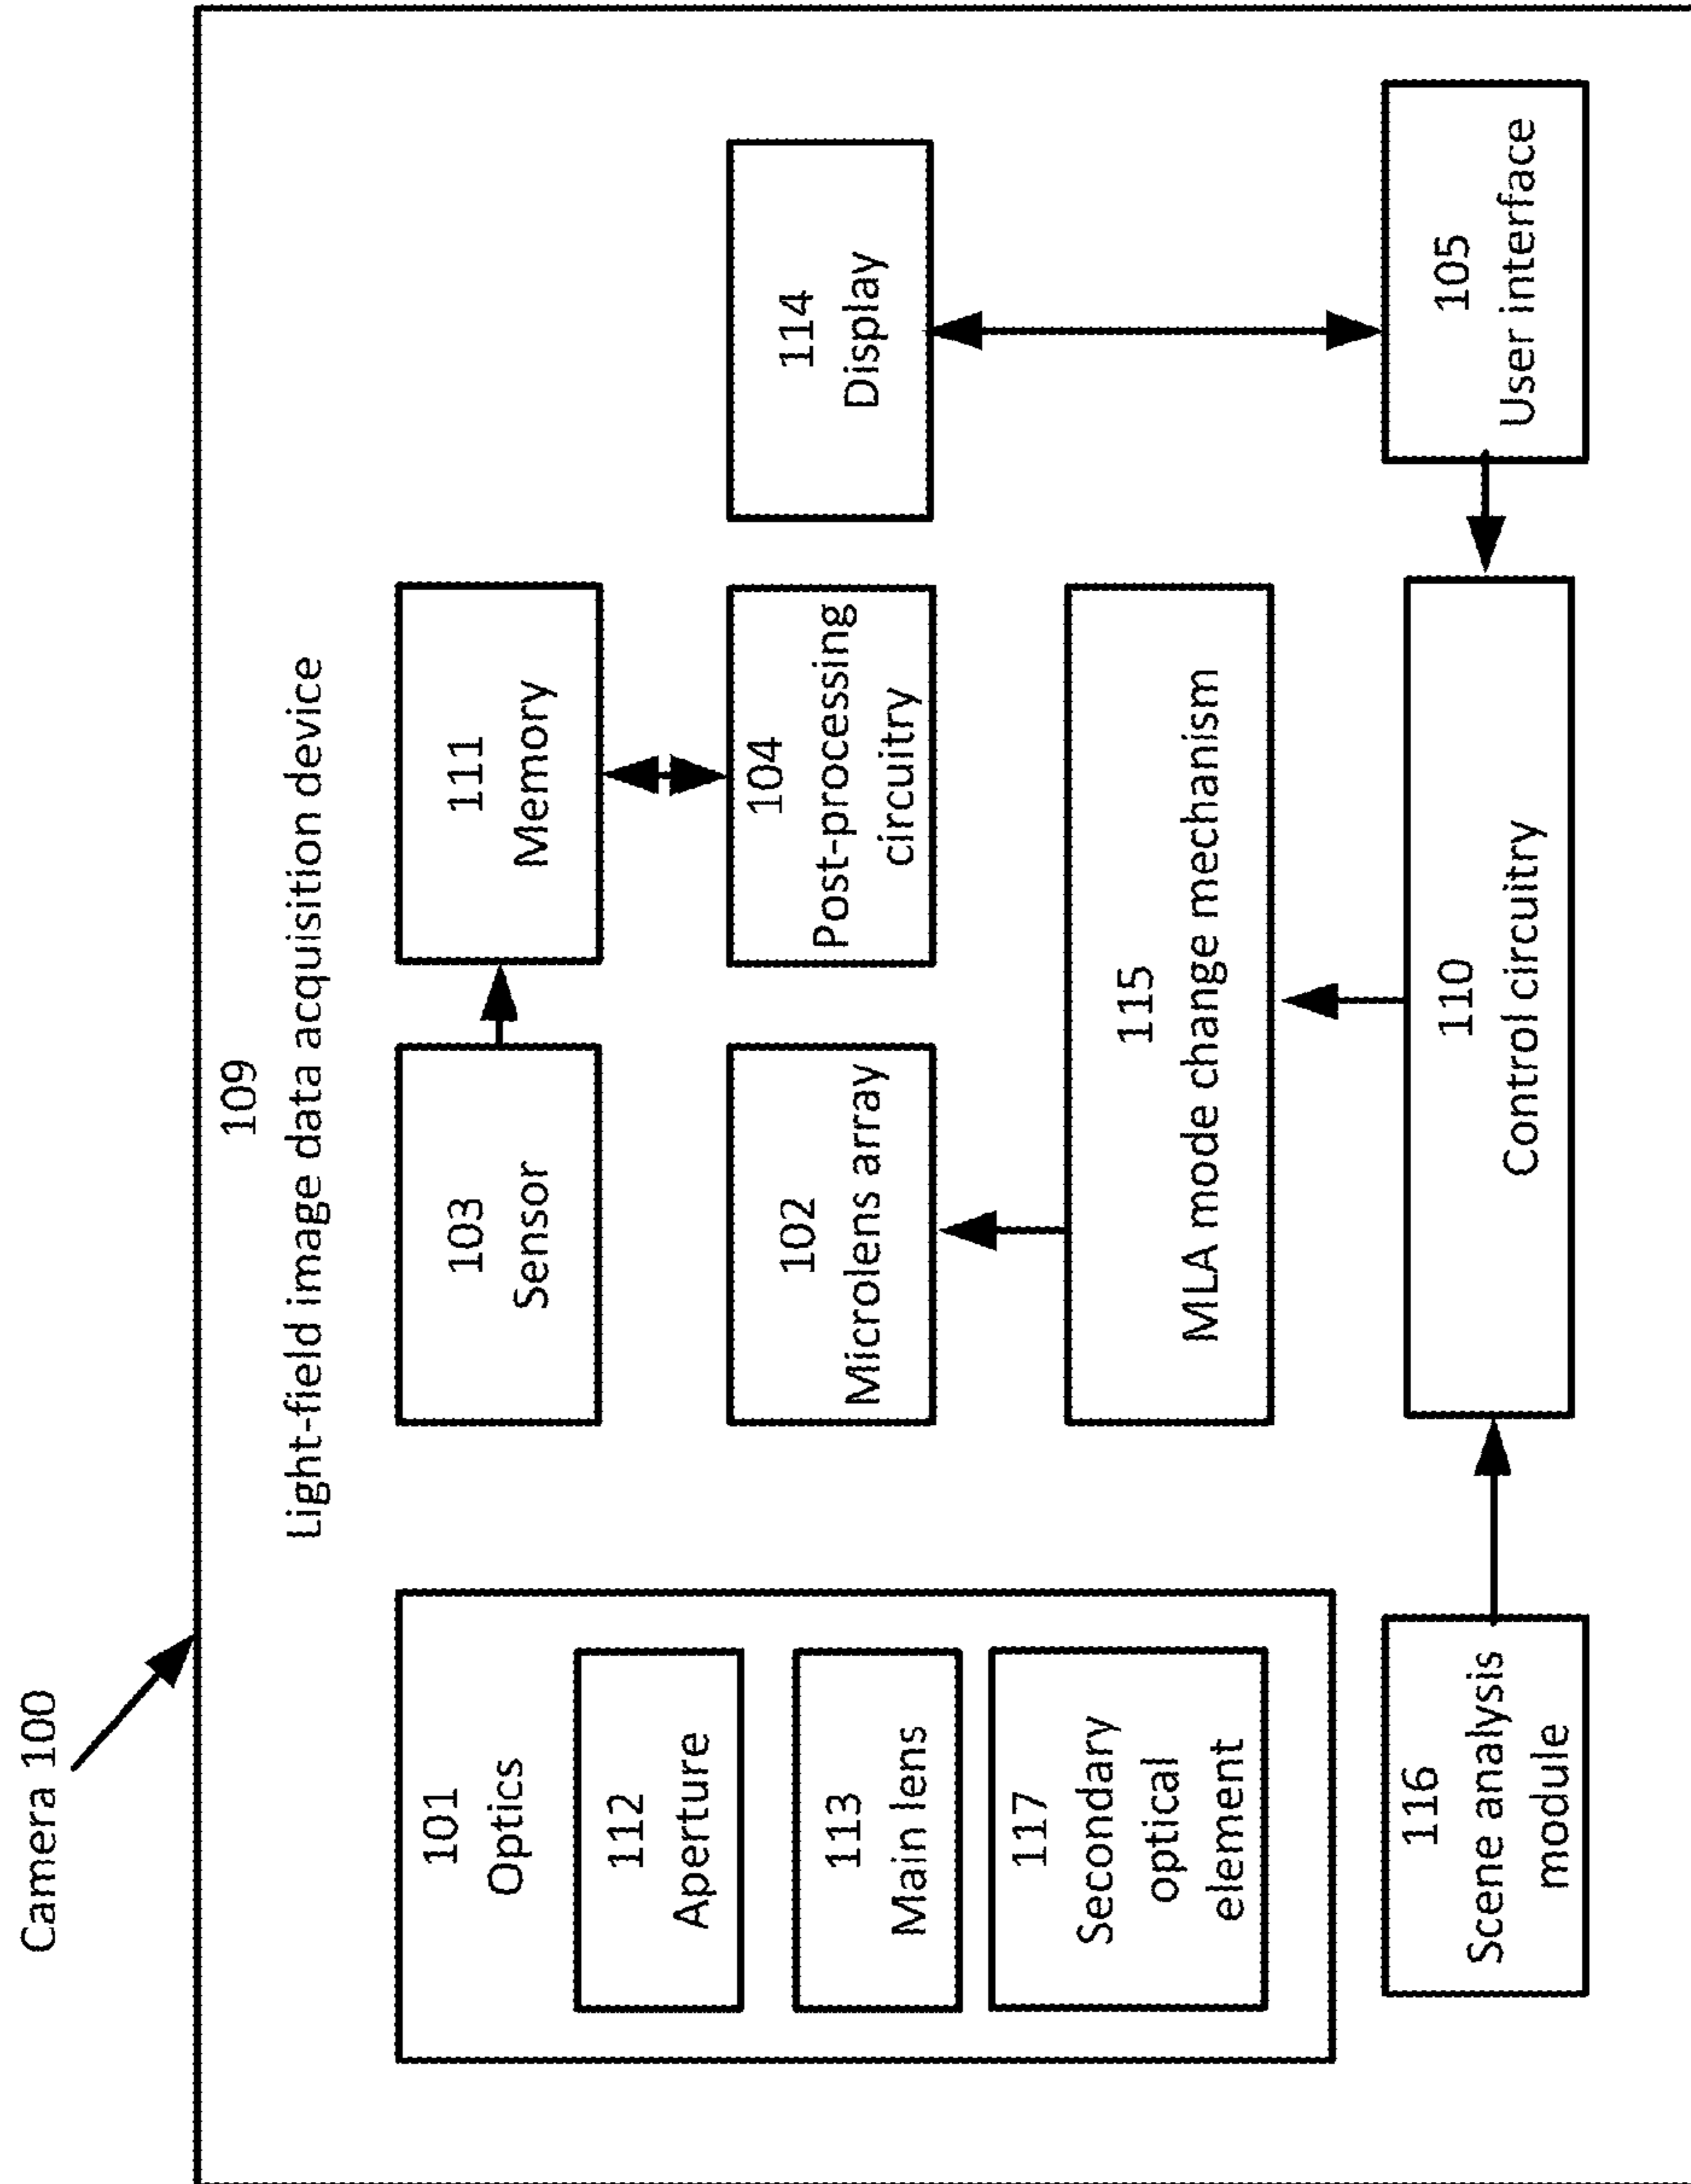 Camera 100
109
Light-field image data acquisition device
101
Optics
112
Aperture
113
Main lens
117
Secondary
optical
element
103
Sensor
111
Memory
102
Microlens array
104
Post-processing
circuitry
114
Display
115
MLA mode change mechanism
116
Scene analysis
module
110
Control circuitry
105
User interface